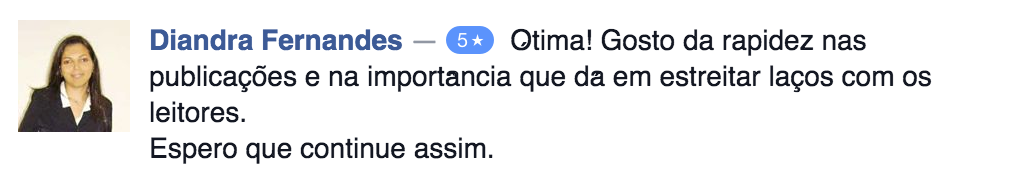 Diandra Fernandes — 5★ Otima! Gosto da rapidez nas
publicações e na importancia que da em estreitar laços com os
leitores.
Espero que continue assim.